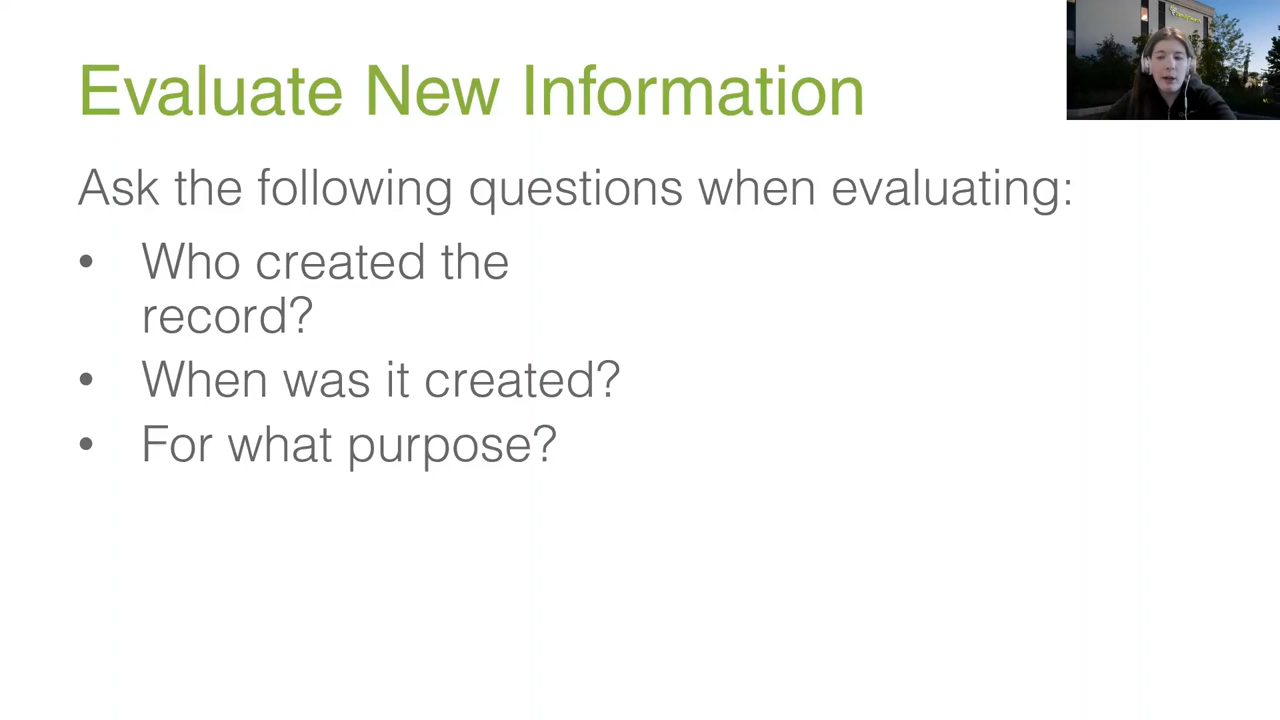 Evaluate New Information
Ask the following questions when evaluating:
• Who created the
record?
• When was it created?
• For what purpose?